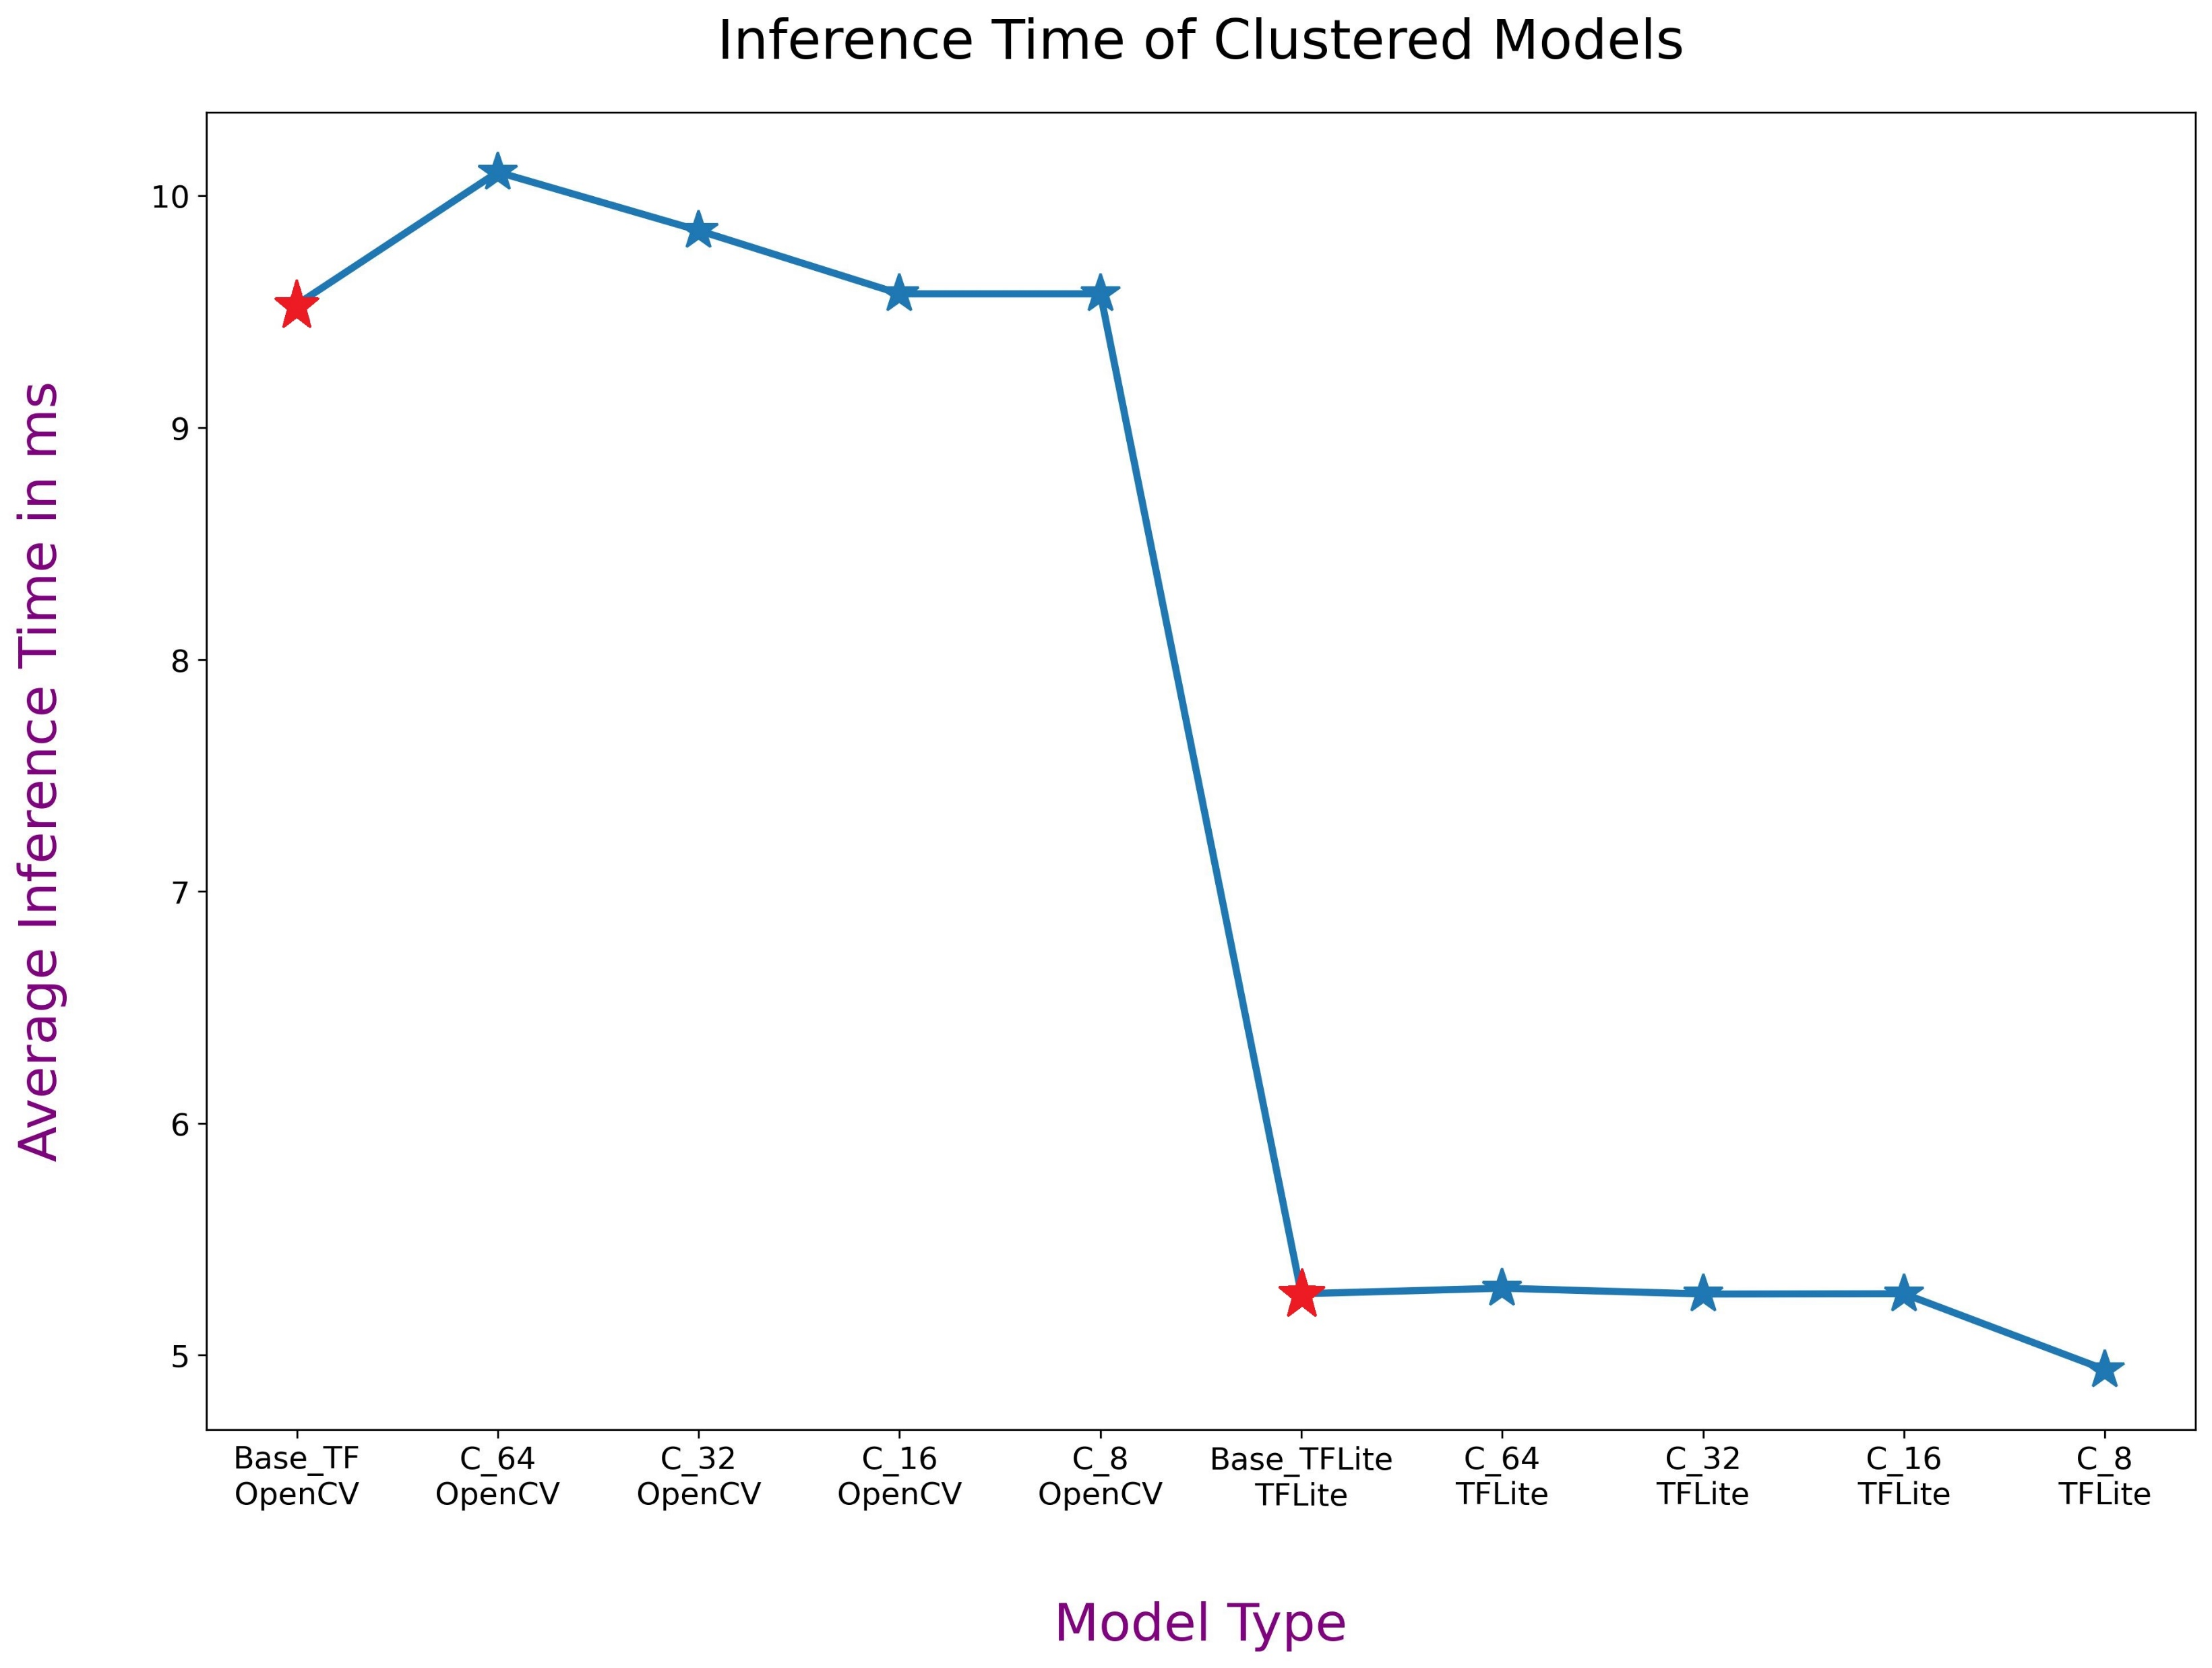 Inference Time of Clustered Models
Average Inference Time in ms
10
9
8
7
6
5
Base_TF
OpenCV
C_64
OpenCV
C_32
OpenCV
C_16
OpenCV
C_8
OpenCV
Base_TFLite
TFLite
C_64
TFLite
C_32
TFLite
C_16
TFLite
C_8
TFLite
Model Type